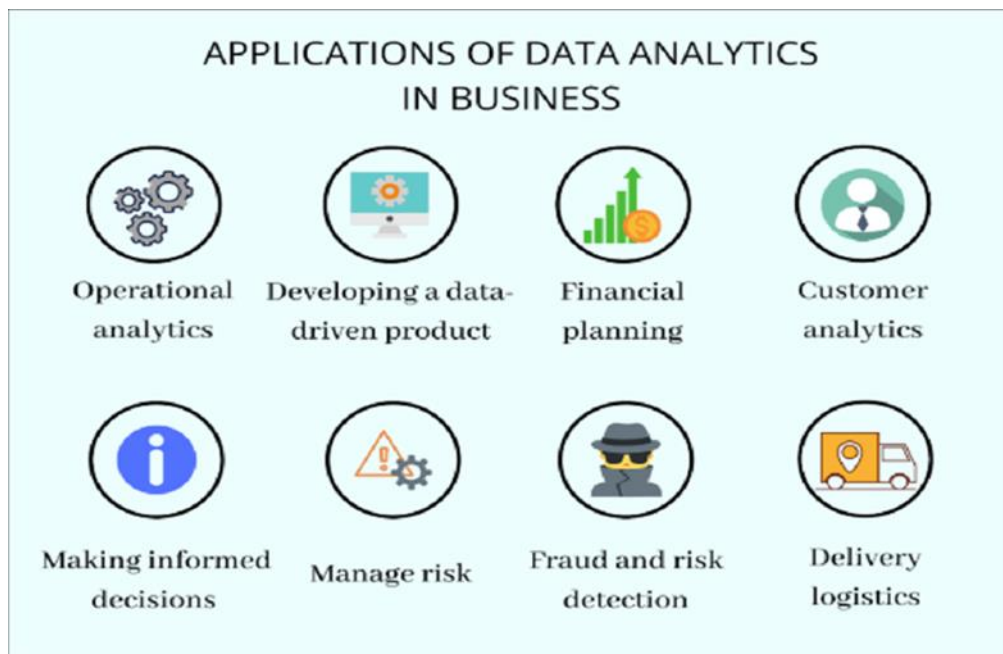 APPLICATIONS OF DATA ANALYTICS
IN BUSINESS
Operational
analytics
Developing a data-
driven product
Financial
planning
Customer
analytics
Making informed
decisions
Manage risk
Fraud and risk
detection
Delivery
logistics